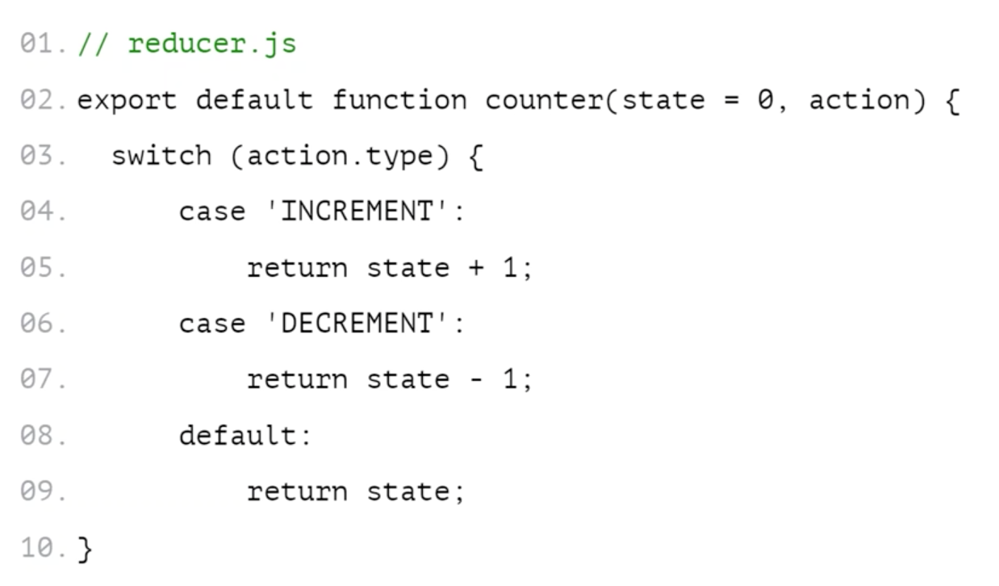 01. // reducer.js
02. export default function counter(state = 0, action) {
03.   switch (action.type) {
04.       case 'INCREMENT':
05.           return state + 1;
06.       case 'DECREMENT':
07.           return state - 1;
08.       default:
09.           return state;
10. }